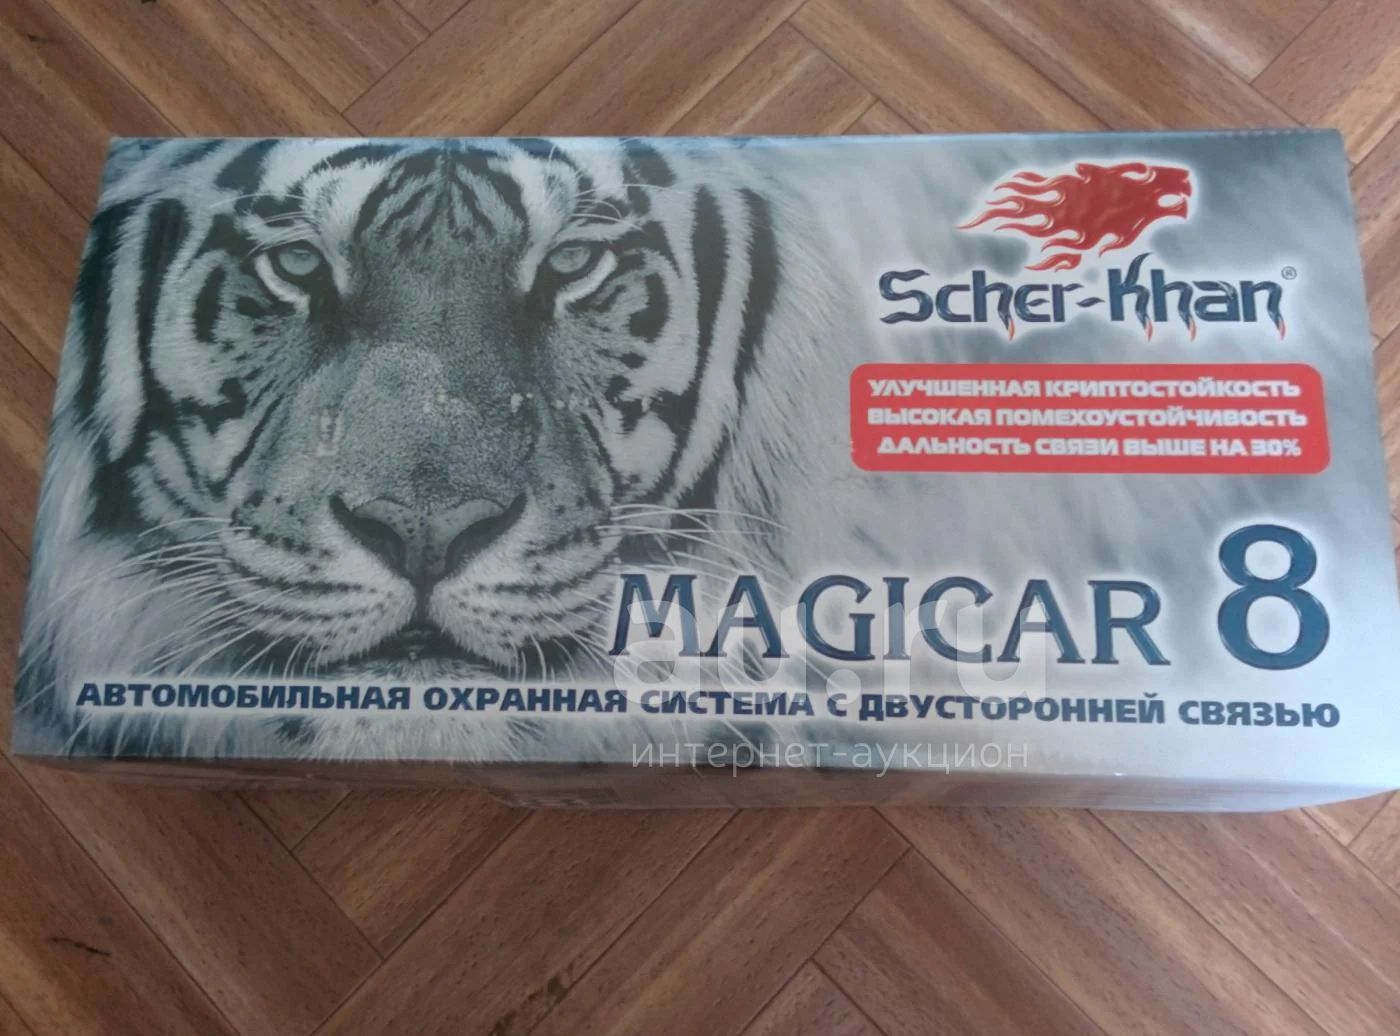 Scher-Khan®
УЛУЧШЕННАЯ КРИПТОСТОЙКОСТЬ
ВЫСОКАЯ ПОМЕХОУСТОЙЧИВОСТЬ
ДАЛЬНОСТЬ СВЯЗИ ВЫШЕ НА 30%
MAGICAR 8
АВТОМОБИЛЬНАЯ ОХРАННАЯ СИСТЕМА С ДВУСТОРОННЕЙ СВЯЗЬЮ
au.ru
интернет-аукцион